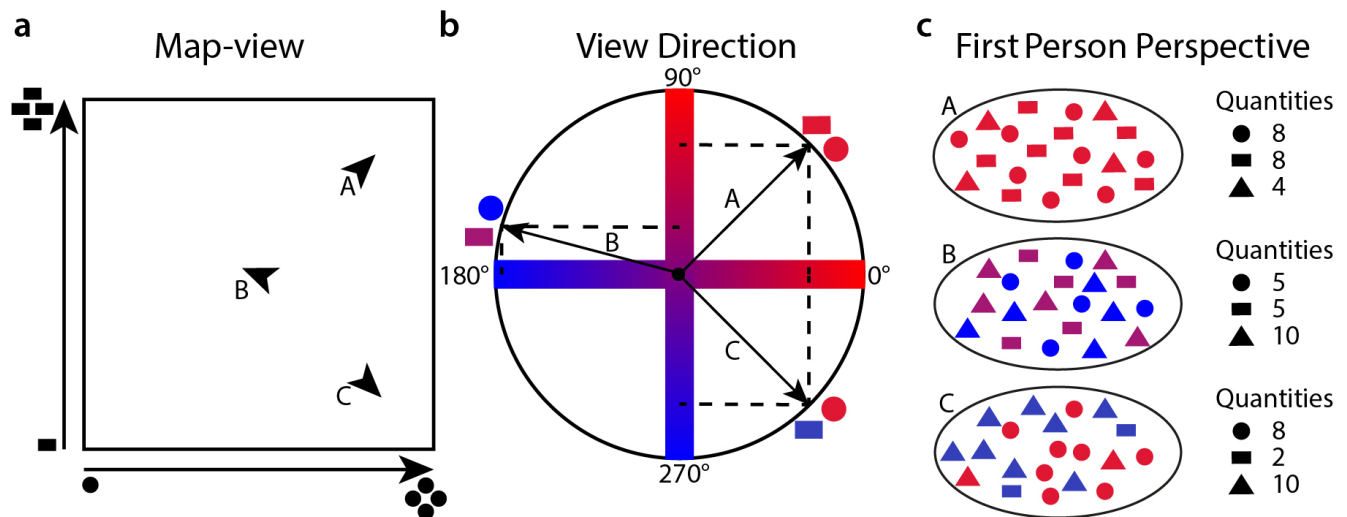 a
Map-view
A
B
C
b
View Direction
90°
180°
0°
270°
A
B
C
c
First Person Perspective
A
Quantities
8
8
4
B
Quantities
5
5
10
C
Quantities
8
2
10